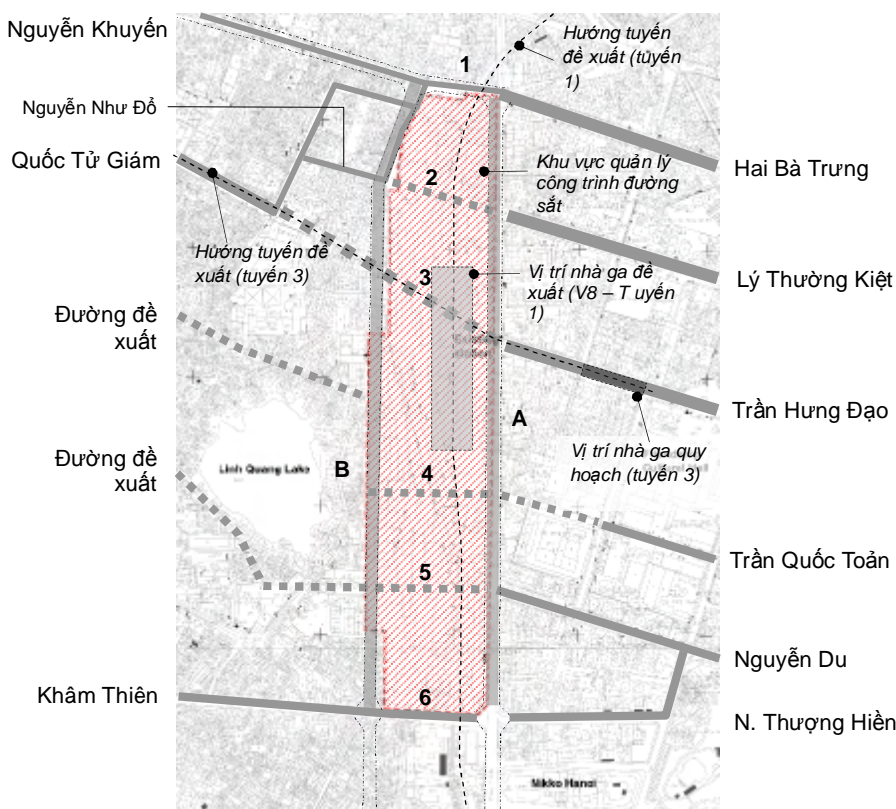 Nguyễn Khuyến
Nguyễn Như Đổ
Quốc Tử Giám
Hướng tuyến
đề xuất (tuyến
1)
1
Khu vực quản lý
công trình đường
sắt
Hai Bà Trưng
2
Hướng tuyến đề
xuất (tuyến 3)
3
Vị trí nhà ga đề
xuất (V8 – T uyến
1)
Lý Thường Kiệt
Đường đề
xuất
Trần Hưng Đạo
A
Vị trí nhà ga quy
hoạch (tuyến 3)
Đường đề
xuất
Linh Quang Lake
B
4
Trần Quốc Toản
5
Nguyễn Du
Khâm Thiên
6
N. Thượng Hiền
Nikko Hanoi